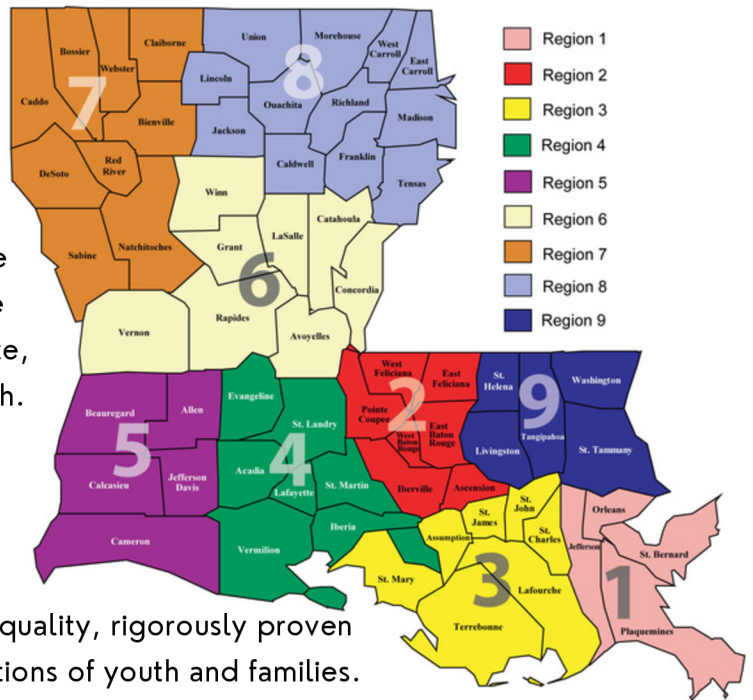 Union
Morehouse
West
Carroll
East
Carroll
Claiborne
Bossier
Webster
Lincoln
8
Caddo
7
Ouachita
Richland
Madison
Bienville
Jackson
Caldwell
Franklin
Tensas
DeSoto
Red
River
Winn
Catahoula
Sabine
Natchitoches
Grant
LaSalle
6
Concordia
Rapides
Vernon
Avoyelles
Region 1
Region 2
Region 3
Region 4
Region 5
Region 6
Region 7
Region 8
Region 9
e
e
te,
h.
West
Feliciana
East
Feliciana
St.
Helena
Washington
2
9
Evangeline
Beauregard
Allen
St. Landry
Pointe
Coupee
West
Baton
Rouge
East
Baton
Rouge
Tangipahoa
Livingston
St. Tammany
5
4
Acadia
Lafayette
St. Martin
Calcasieu
Jefferson
Davis
Iberville
Ascension
St.
John
St.
James
St.
Charles
Orleans
Jefferson
St. Bernard
Cameron
Vermilion
Iberia
Assumption
St. Mary
3
Lafourche
1
Terrebonne
Plaquemines
quality, rigorously proven
tions of youth and families.